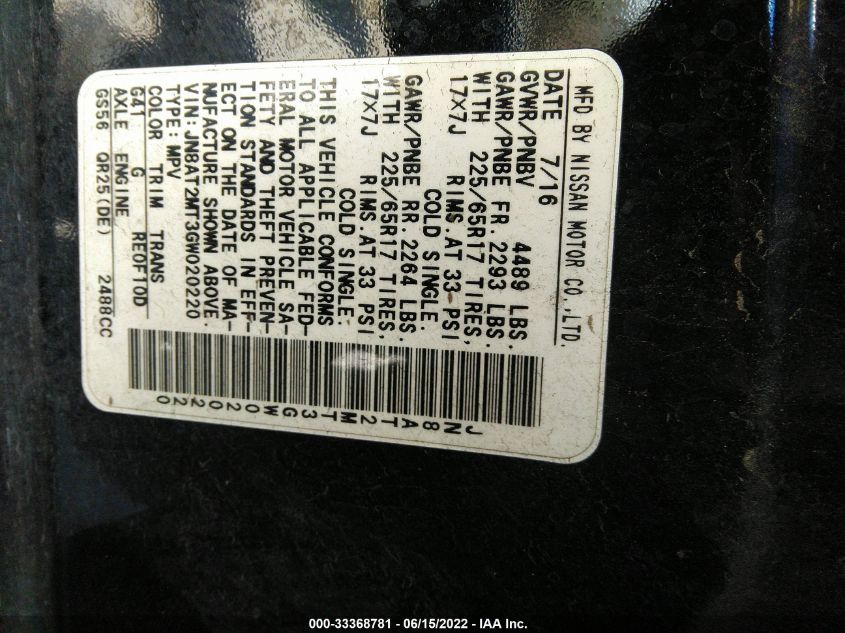 MFD BY NISSAN MOTOR CO.,LTD.
DATE 7/16
GVWR/PNBV 4489 LBS.
GAWR/PNBE FR.2293 LBS.
WITH 225/65R17 TIRES,
17X7J RIMS.AT 33 PSI
COLD SINGLE.
GAWR/PNBE RR.2264 LBS.
WITH 225/65R17 TIRES,
17X7J RIMS.AT 33 PSI
COLD SINGLE.
THIS VEHICLE CONFORMS
TO ALL APPLICABLE FED-
ERAL MOTOR VEHICLE SA-
FETY AND THEFT PREVEN-
TION STANDARDS IN EFF-
ECT ON THE DATE OF MA-
NUFACTURE SHOWN ABOVE.
VIN:JN8AT2MT3GW020220
TYPE:MPV
COLOR TRIM TRANS
G41 G RE0FT0D
AXLE ENGINE
GS56 QR25(DE) 2488CC
JN8AT2MT3GW020220
000-33368781 - 06/15/2022 - IAA Inc.